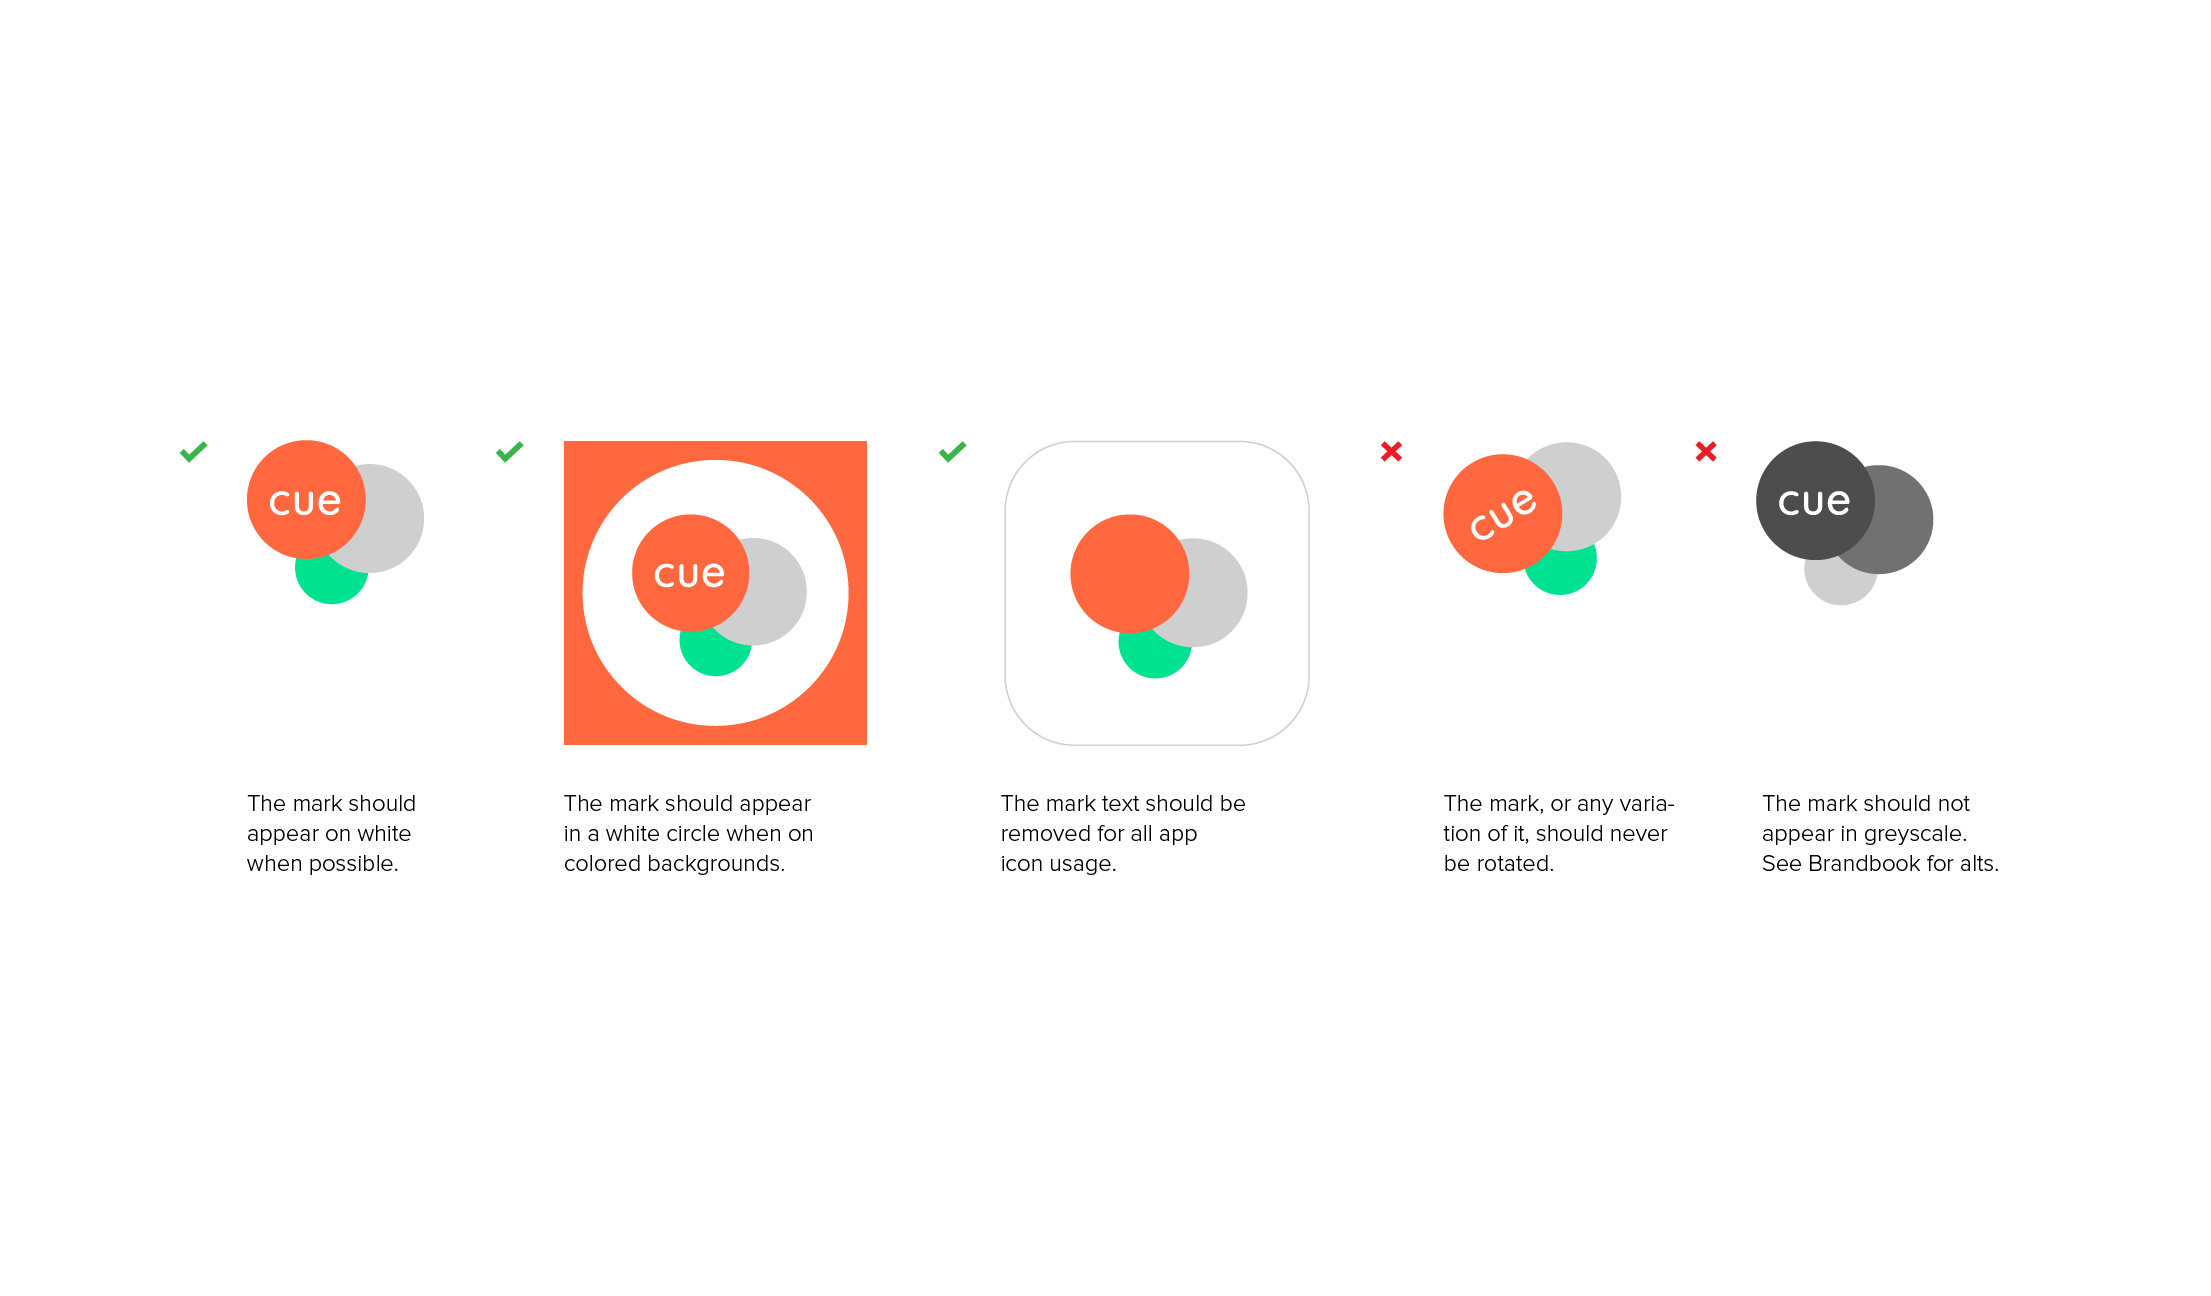 cue
The mark should
appear on white
when possible.
cue
The mark should appear
in a white circle when on
colored backgrounds.
The mark text should be
removed for all app
icon usage.
cue
The mark, or any varia-
tion of it, should never
be rotated.
cue
The mark should not
appear in greyscale.
See Brandbook for alts.